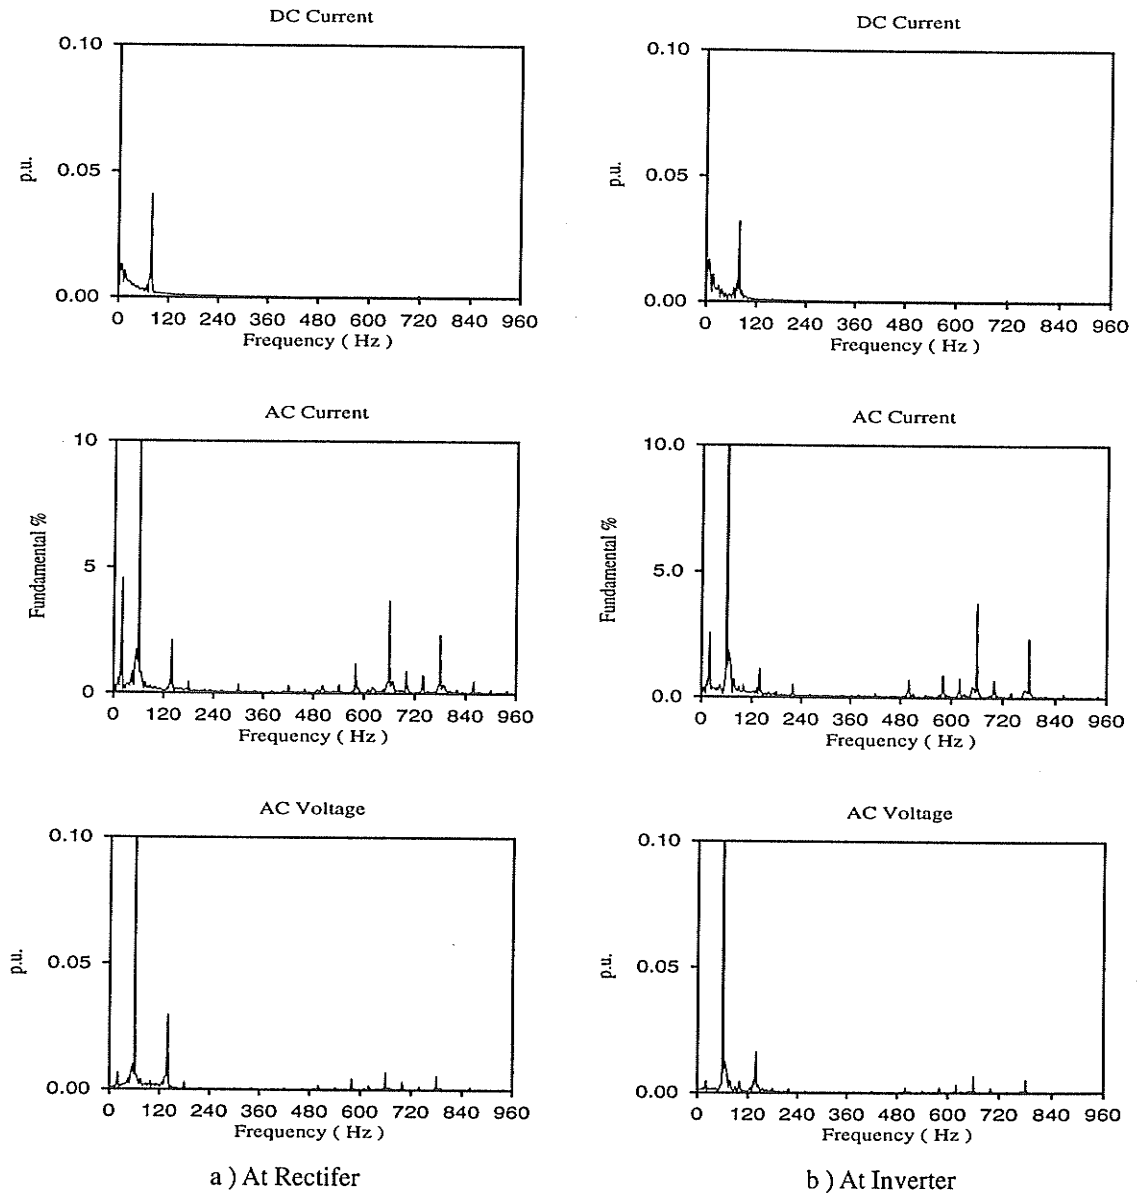 DC Current
0.10
0.05
0.00
p.u.
0 120 240 360 480 600 720 840 960
Frequency ( Hz )
DC Current
0.10
0.05
0.00
p.u.
0 120 240 360 480 600 720 840 960
Frequency ( Hz )
AC Current
10
5
0
Fundamental %
0 120 240 360 480 600 720 840 960
Frequency ( Hz )
AC Current
10.0
5.0
0.0
Fundamental %
0 120 240 360 480 600 720 840 960
Frequency ( Hz )
AC Voltage
0.10
0.05
0.00
p.u.
0 120 240 360 480 600 720 840 960
Frequency ( Hz )
AC Voltage
0.10
0.05
0.00
p.u.
0 120 240 360 480 600 720 840 960
Frequency ( Hz )
a ) At Rectifer
b ) At Inverter